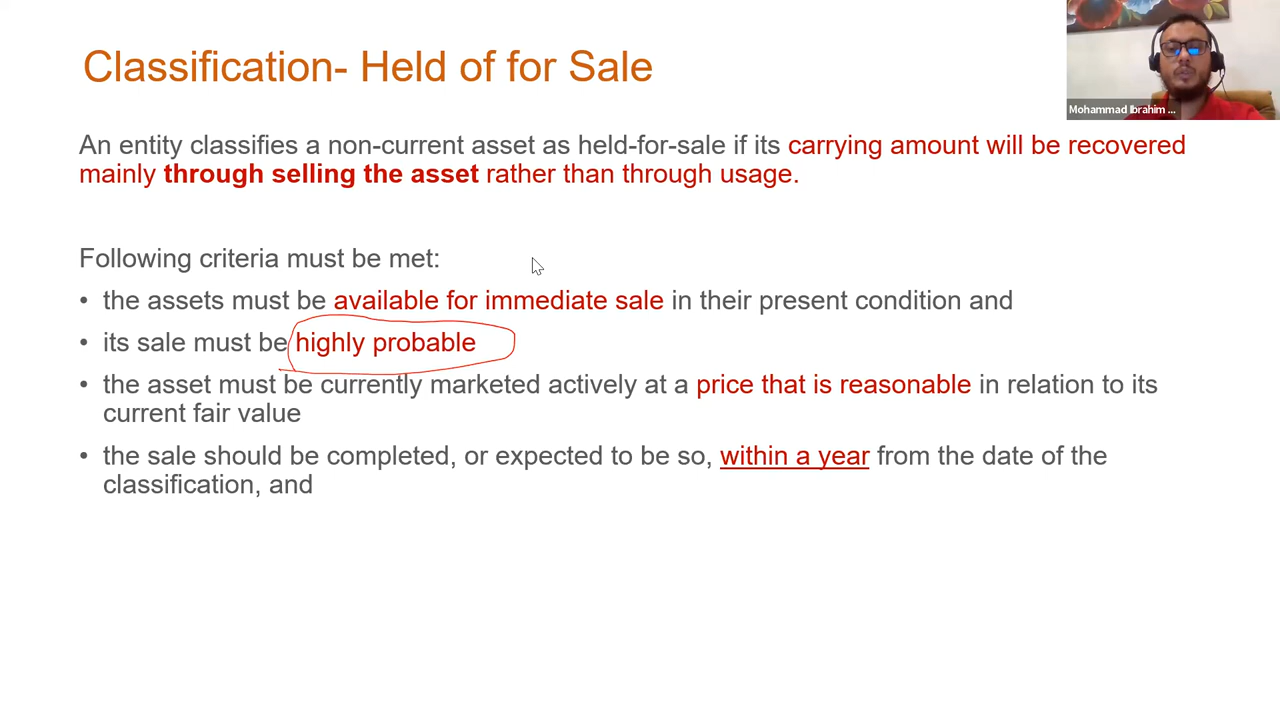 Classification- Held of for Sale
Mohammad Ibrahim ...
An entity classifies a non-current asset as held-for-sale if its carrying amount will be recovered
mainly through selling the asset rather than through usage.
Following criteria must be met:
• the assets must be available for immediate sale in their present condition and
• its sale must be highly probable
• the asset must be currently marketed actively at a price that is reasonable in relation to its
current fair value
• the sale should be completed, or expected to be so, within a year from the date of the
classification, and